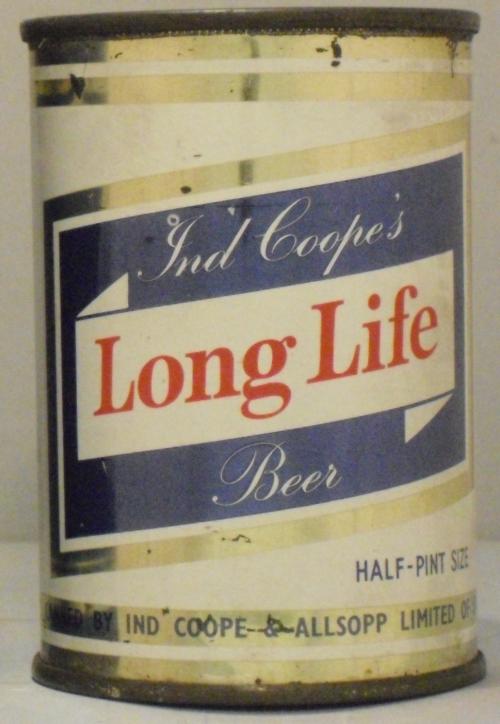 Ind Coope's
Long Life
Beer
HALF-PINT SIZE
BY IND COOPE & ALLSOPP LIMITED OF